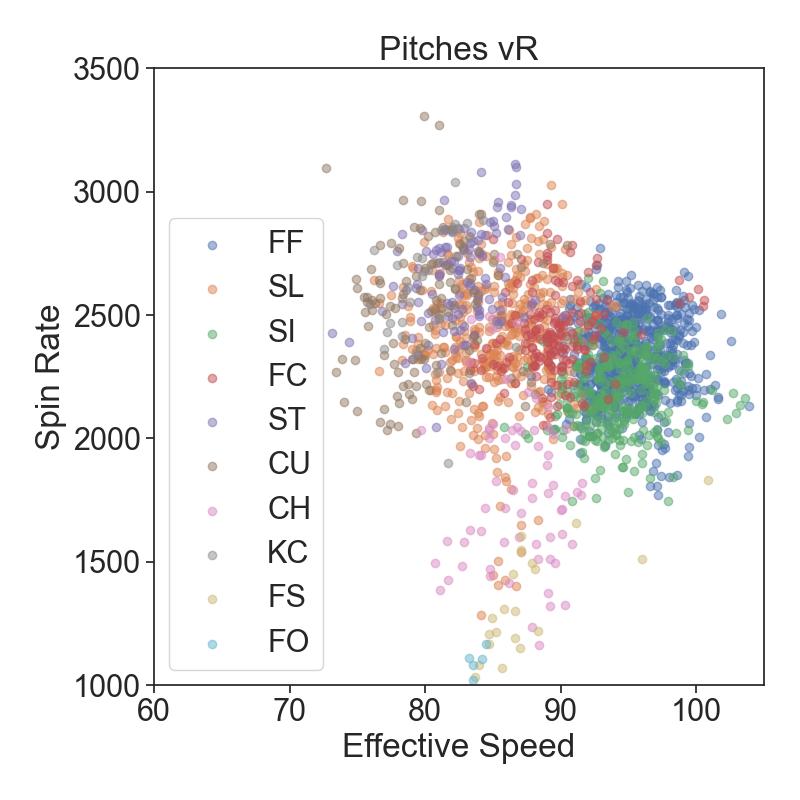 Pitches vR
3500
3000
2500
2000
1500
1000
Spin Rate
FF
SL
SI
FC
ST
CU
CH
KC
FS
FO
60 70 80 90 100
Effective Speed